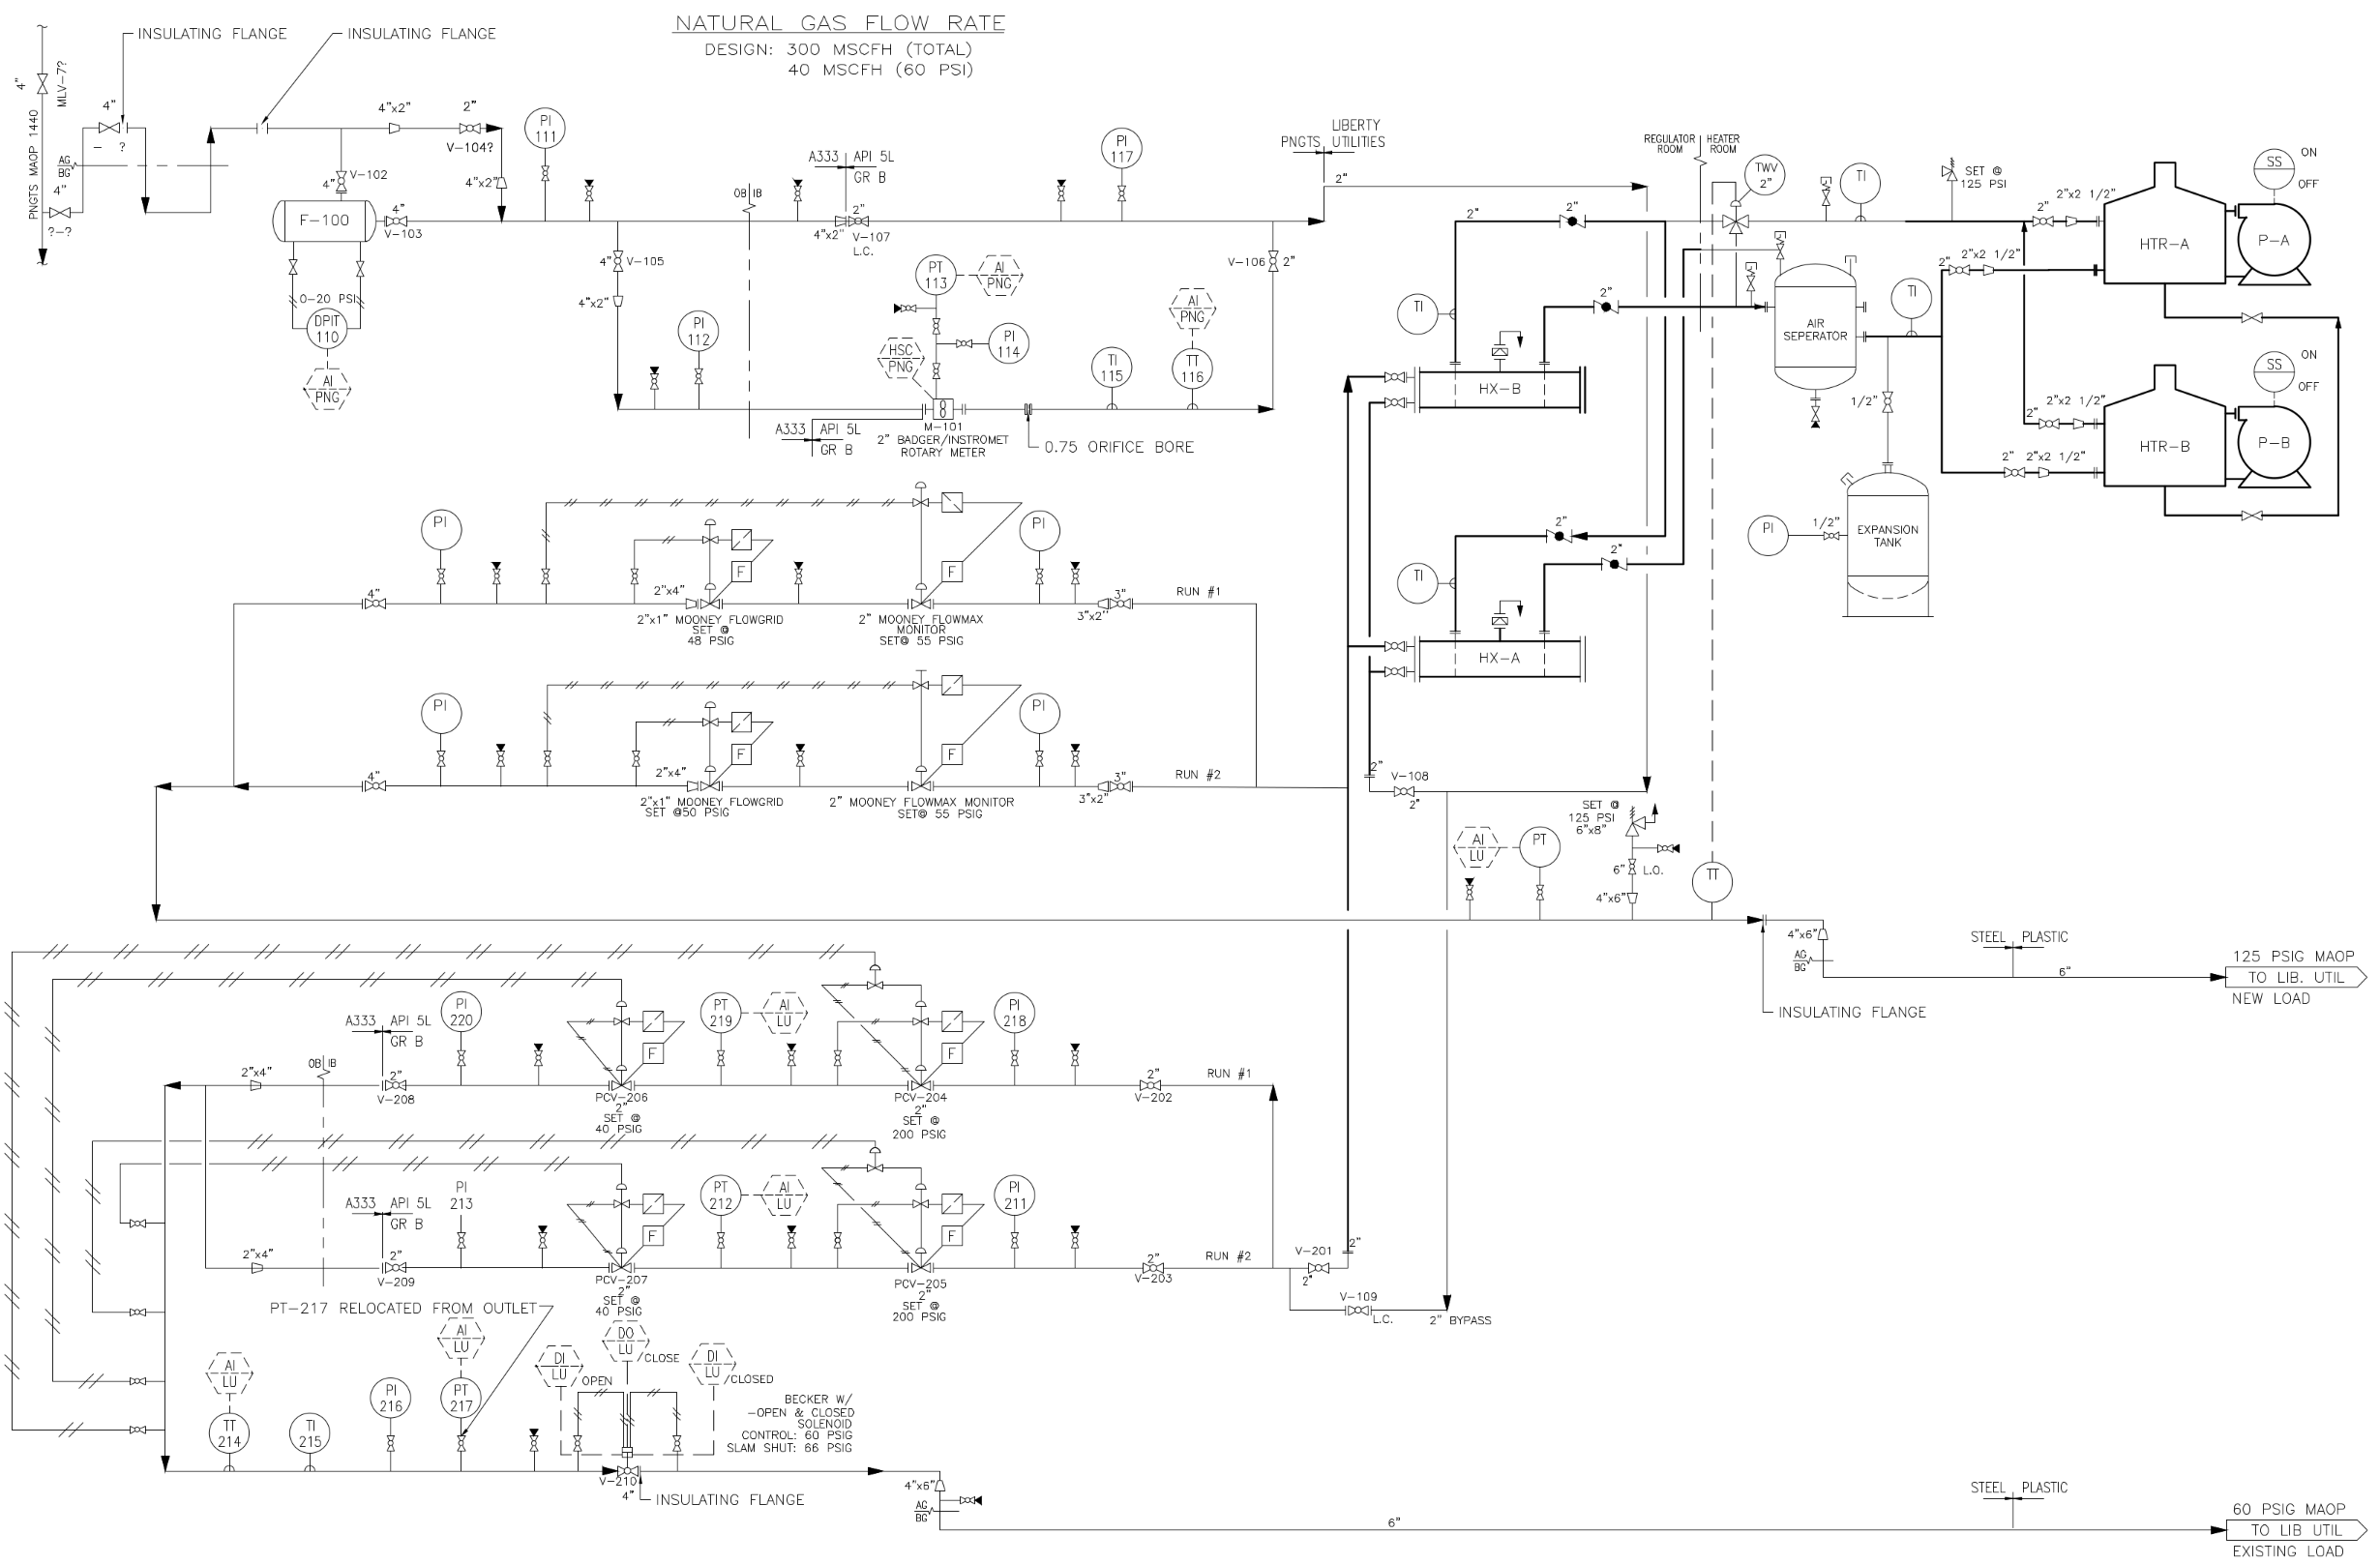 NATURAL GAS FLOW RATE
DESIGN: 300 MSCFH (TOTAL)
40 MSCFH (60 PSI)
INSULATING FLANGE
INSULATING FLANGE
4"
MLV-7?
PNGTS MAOP 1440
4"
- ?
AG
BG
4"
?-?
4"x2"
2"
V-104?
V-102
4"
4"x2"
F-100
4"
V-103
0-20 PSI
DPIT
110
AI
PNG
PI
111
OB IB
A333 API 5L
GR B
4"x2"
2"
V-107
L.C.
PI
117
LIBERTY
PNGTS UTILITIES
2"
4" V-105
4"x2"
PI
112
PT
113
AI
PNG
HSC
PNG
PI
114
AI
PNG
TI
115
TT
116
V-106 2"
A333 API 5L
GR B
M-101
2" BADGER/INSTROMET
ROTARY METER
0.75 ORIFICE BORE
REGULATOR HEATER
ROOM ROOM
TWV
2"
TI
SET @
125 PSI
2"x2 1/2"
2"
SS
ON
OFF
HTR-A
P-A
2" 2"x2 1/2"
2"
2"
2"
TI
HX-B
AIR
SEPERATOR
TI
1/2"
2"x2 1/2"
2"
SS
ON
OFF
HTR-B
P-B
2" 2"x2 1/2"
PI
1/2"
EXPANSION
TANK
2"
2"
TI
HX-A
PI
4"
2"x4"
F
2"x1" MOONEY FLOWGRID
SET @
48 PSIG
F
2" MOONEY FLOWMAX
MONITOR
SET@ 55 PSIG
PI
3"
3"x2"
RUN #1
PI
4"
2"x4"
F
2"x1" MOONEY FLOWGRID
SET @50 PSIG
F
2" MOONEY FLOWMAX MONITOR
SET@ 55 PSIG
PI
3"
3"x2"
RUN #2
2"
V-108
2"
AI
LU
PT
SET @
125 PSI
6"x8"
6" L.O.
4"x6"
TT
4"x6"
AG
BG
INSULATING FLANGE
STEEL PLASTIC
6"
125 PSIG MAOP
TO LIB. UTIL
NEW LOAD
OB IB
2"x4"
A333 API 5L
GR B
2"
V-208
PI
220
F
PCV-206
2"
SET @
40 PSIG
PT
219
AI
LU
F
PCV-204
2"
SET @
200 PSIG
PI
218
2"
V-202
RUN #1
2"x4"
A333 API 5L
GR B
2"
V-209
PI
213
F
PCV-207
2"
SET @
40 PSIG
PT
212
AI
LU
F
PCV-205
2"
SET @
200 PSIG
PI
211
2"
V-203
RUN #2
V-201
2"
2"
V-109
L.C.
2" BYPASS
PT-217 RELOCATED FROM OUTLET
AI
LU
TT
214
TI
215
PI
216
AI
LU
PT
217
DI
LU
OPEN
DO
LU
/CLOSE
DI
LU
/CLOSED
BECKER W/
-OPEN & CLOSED
SOLENOID
CONTROL: 60 PSIG
SLAM SHUT: 66 PSIG
V-210
4"
INSULATING FLANGE
4"x6"
AG
BG
6"
STEEL PLASTIC
60 PSIG MAOP
TO LIB UTIL
EXISTING LOAD